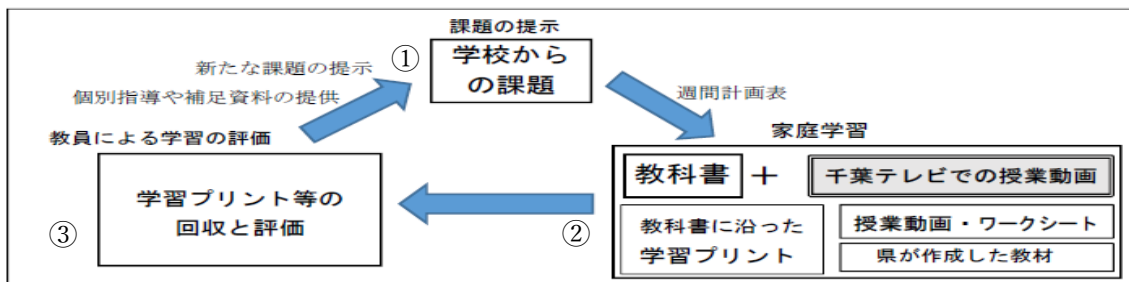 課題の提示
①
学校から
の課題
新たな課題の提示
個別指導や補足資料の提供
週間計画表
教員による学習の評価
家庭学習
教科書 + 千葉テレビでの授業動画
学習プリント等の
回収と評価
③
②
教科書に沿った
学習プリント
授業動画・ワークシート
県が作成した教材